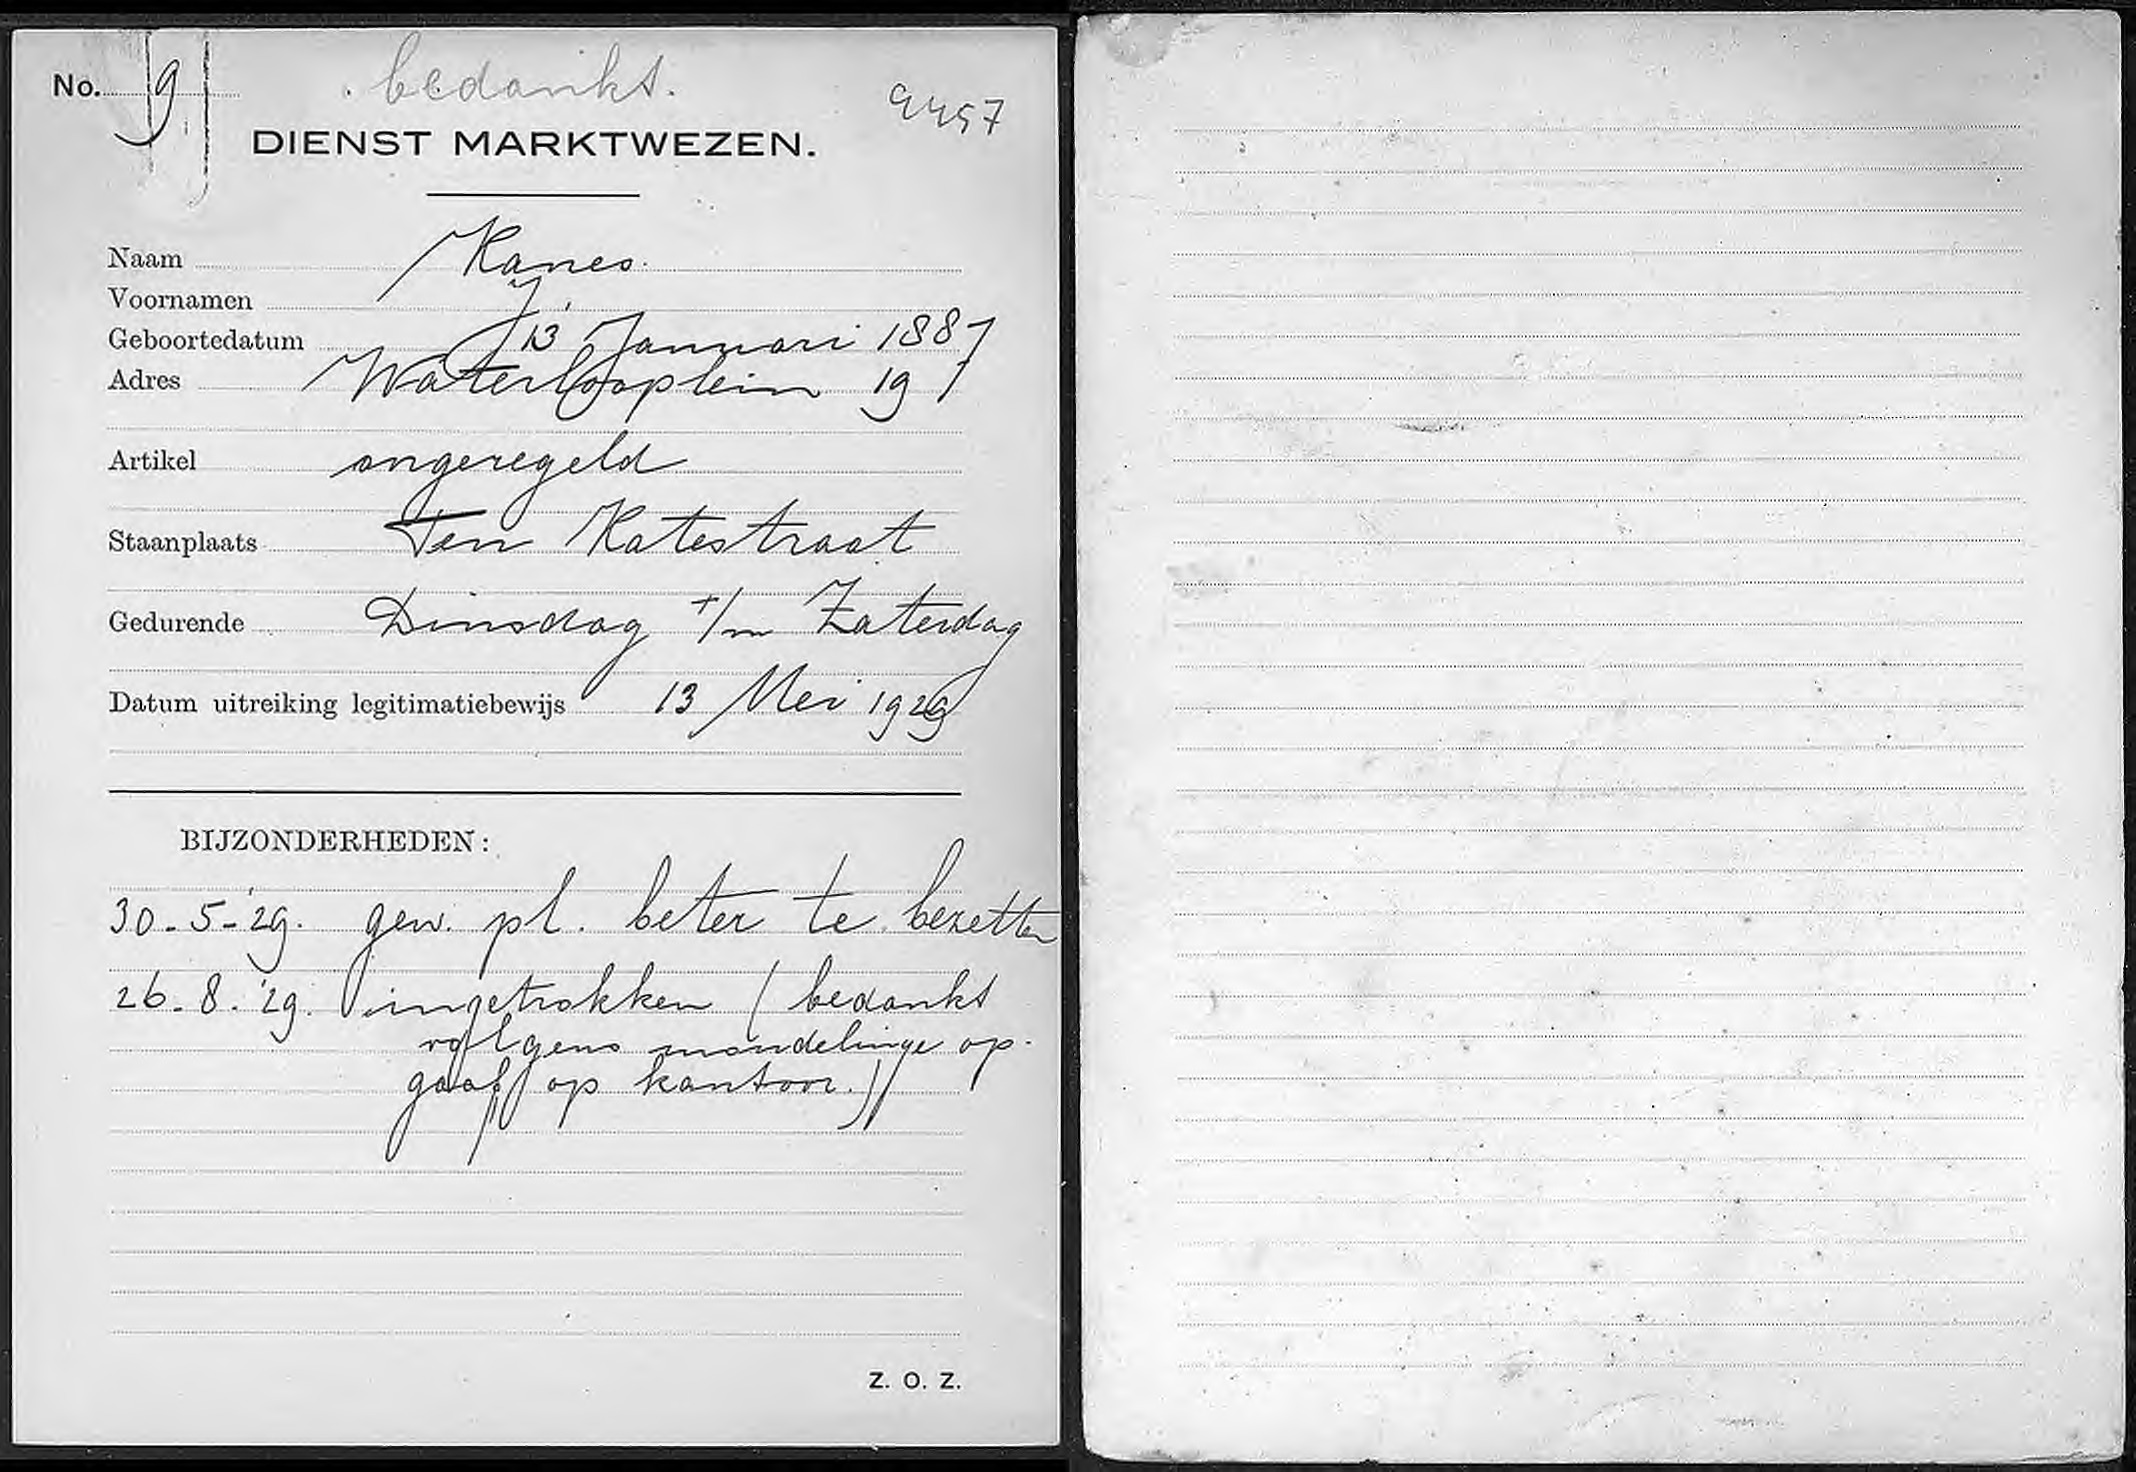 No. 9
bedankt.
9457
DIENST MARKTWEZEN.
Naam Kanes.
Voornamen J.
Geboortedatum 13 Januari 1887
Adres Waterlooplein 19 I
Artikel ongeregeld
Staanplaats Ten Katestraat
Gedurende Dinsdag t/m Zaterdag
Datum uitreiking legitimatiebewijs 13 Mei 1929
BIJZONDERHEDEN:
30-5-'29. gew. pl. beter te bezetten
26-8-'29. ingetrokken (bedankt
volgens mondelinge op-
gaaf op kantoor.)
Z. O. Z.